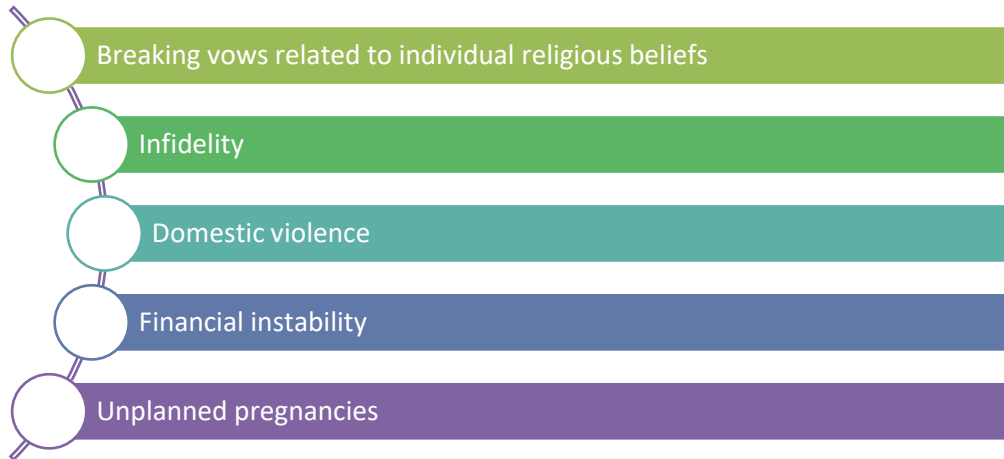 Breaking vows related to individual religious beliefs
Infidelity
Domestic violence
Financial instability
Unplanned pregnancies